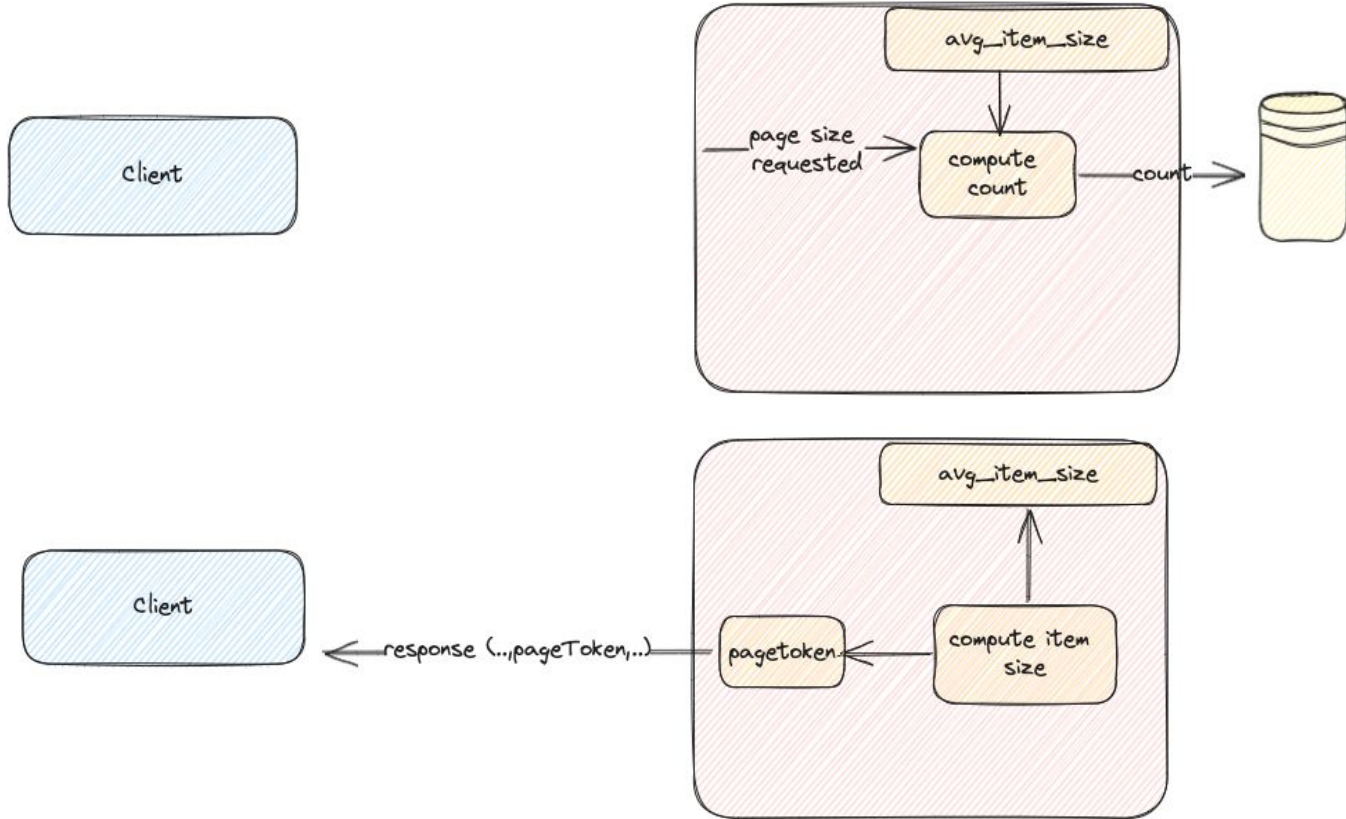 avg_item_size
Client
page size
requested
compute
count
count
avg_item_size
Client
response (..,pageToken,..)
pagetoken
compute item
size